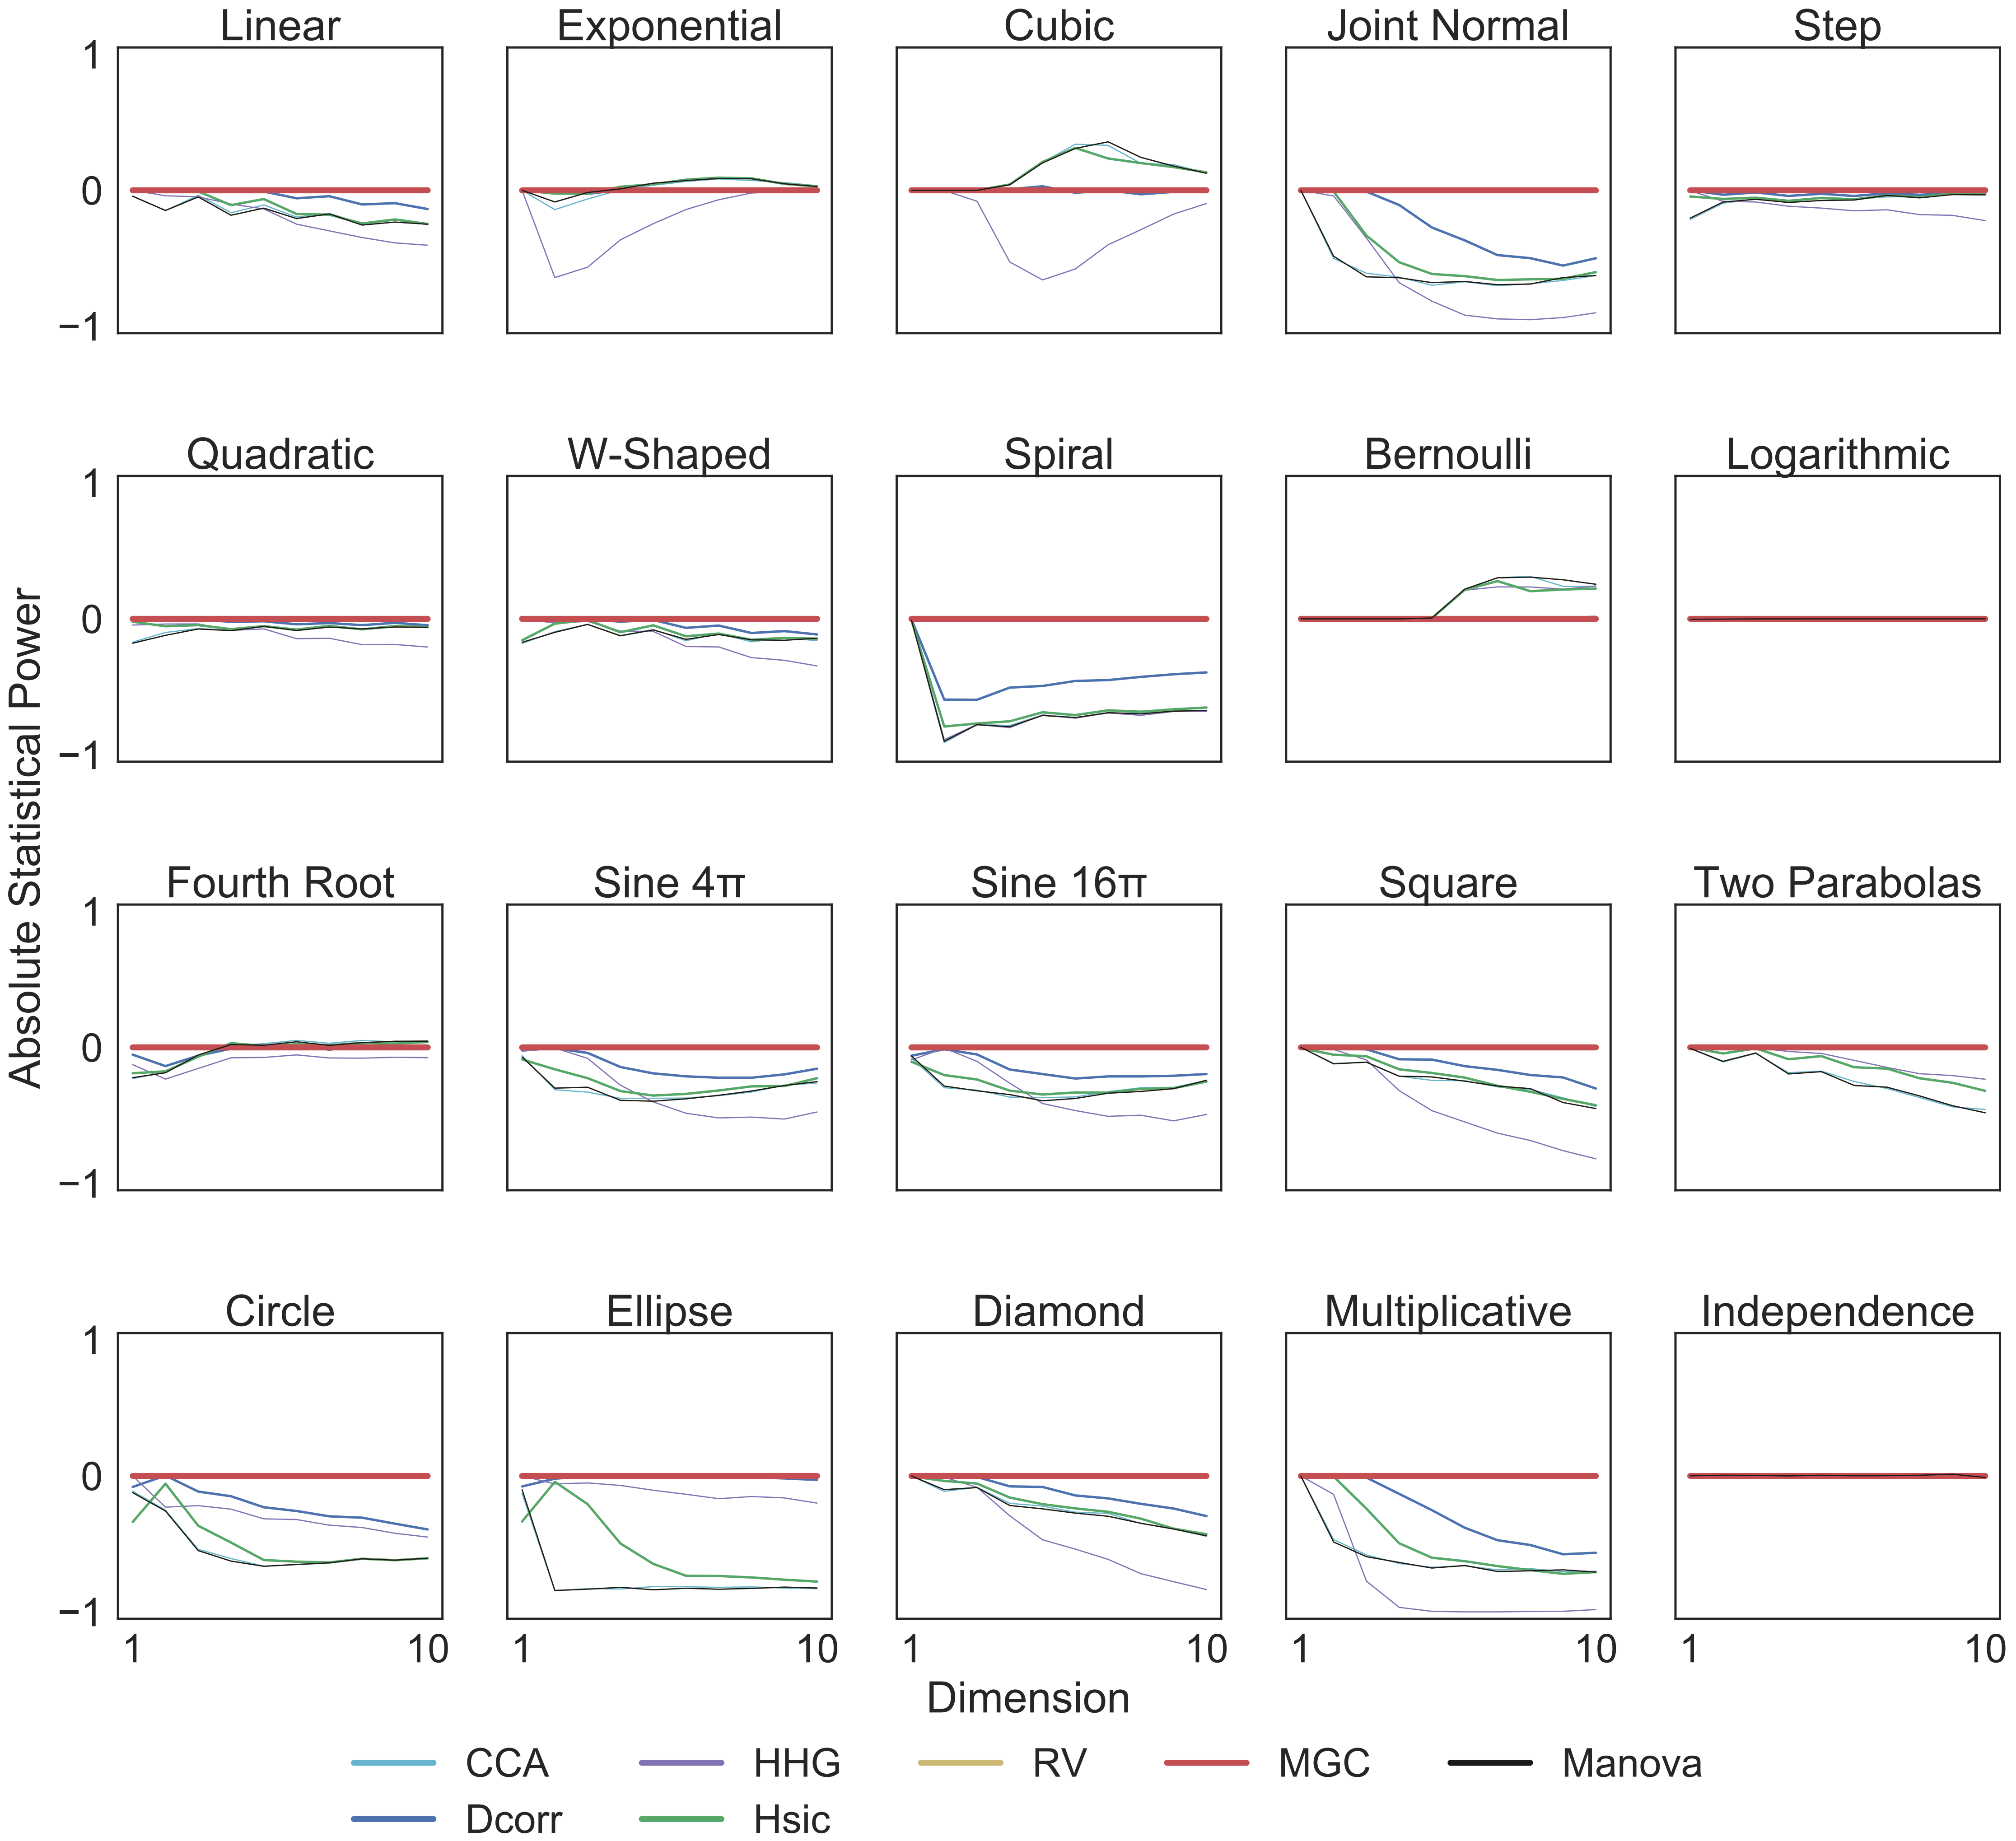 Linear Exponential Cubic Joint Normal Step
1
0
−1
Quadratic W-Shaped Spiral Bernoulli Logarithmic
1
0
−1
Absolute Statistical Power
Fourth Root Sine 4π Sine 16π Square Two Parabolas
1
0
−1
Circle Ellipse Diamond Multiplicative Independence
1
0
−1
1 10 1 10 1 10 1 10 1 10
Dimension
CCA HHG RV MGC Manova
Dcorr Hsic